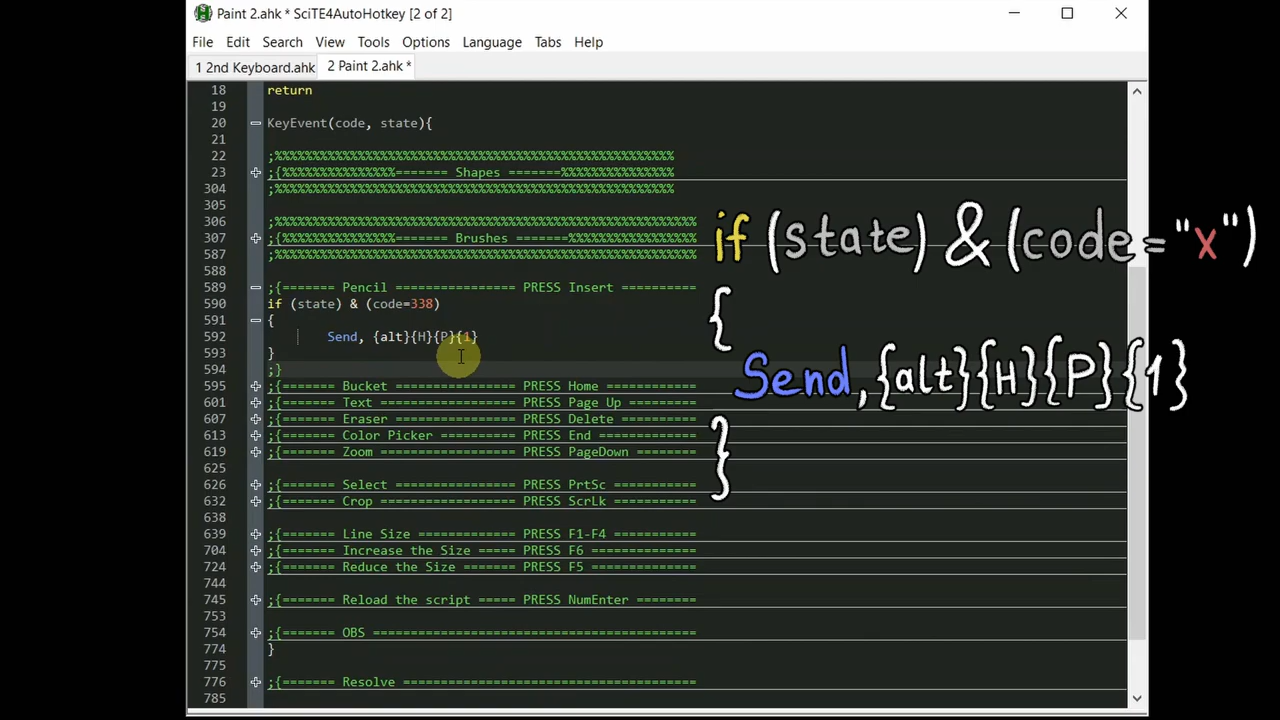 Paint 2.ahk * SciTE4AutoHotkey [2 of 2]
File Edit Search View Tools Options Language Tabs Help
1 2nd Keyboard.ahk 2 Paint 2.ahk *
18 return
19
20 KeyEvent(code, state){
21
22 ;%%%%%%%%%%%%%%%%%%%%%%%%%%%%%%%%%%%%%%%%%%%%%%%%%%%%%
23 ;{%%%%%%%%%%%%%%%======= Shapes =======%%%%%%%%%%%%%%%
304 ;%%%%%%%%%%%%%%%%%%%%%%%%%%%%%%%%%%%%%%%%%%%%%%%%%%%%%
305
306 ;%%%%%%%%%%%%%%%%%%%%%%%%%%%%%%%%%%%%%%%%%%%%%%%%%%%%%%%%
307 ;{%%%%%%%%%%%%%%%======= Brushes =======%%%%%%%%%%%%%%%%%
587 ;%%%%%%%%%%%%%%%%%%%%%%%%%%%%%%%%%%%%%%%%%%%%%%%%%%%%%%%%
588
589 ;{======= Pencil ================ PRESS Insert ==========
590 if (state) & (code=338)
591 {
592 Send, {alt}{H}{P}{1}
593 }
594 ;}
595 ;{======= Bucket ================ PRESS Home ============
601 ;{======= Text ================== PRESS Page Up =========
607 ;{======= Eraser ================ PRESS Delete ==========
613 ;{======= Color Picker ========== PRESS End =============
619 ;{======= Zoom ================== PRESS PageDown ========
625
626 ;{======= Select ================ PRESS PrtSc ===========
632 ;{======= Crop ================== PRESS ScrLk ===========
638
639 ;{======= Line Size ============= PRESS F1-F4 ===========
704 ;{======= Increase the Size ===== PRESS F6 ==============
724 ;{======= Reduce the Size ======= PRESS F5 ==============
744
745 ;{======= Reload the script ===== PRESS NumEnter ========
753
754 ;{======= OBS ===========================================
774 }
775
776 ;{======= Resolve =======================================
785
if (state) & (code="x")
{
Send,{alt}{H}{P}{1}
}